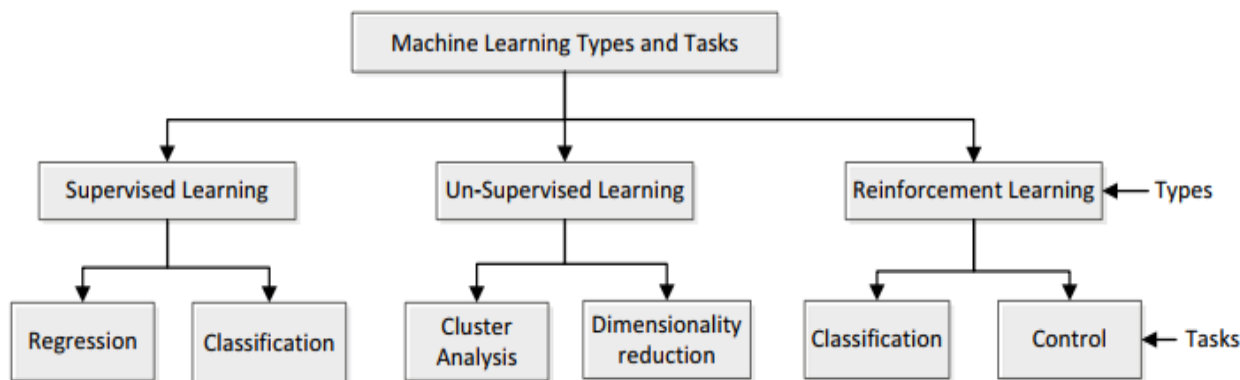 Machine Learning Types and Tasks
Supervised Learning
Un-Supervised Learning
Reinforcement Learning
Types
Regression
Classification
Cluster
Analysis
Dimensionality
reduction
Classification
Control
Tasks